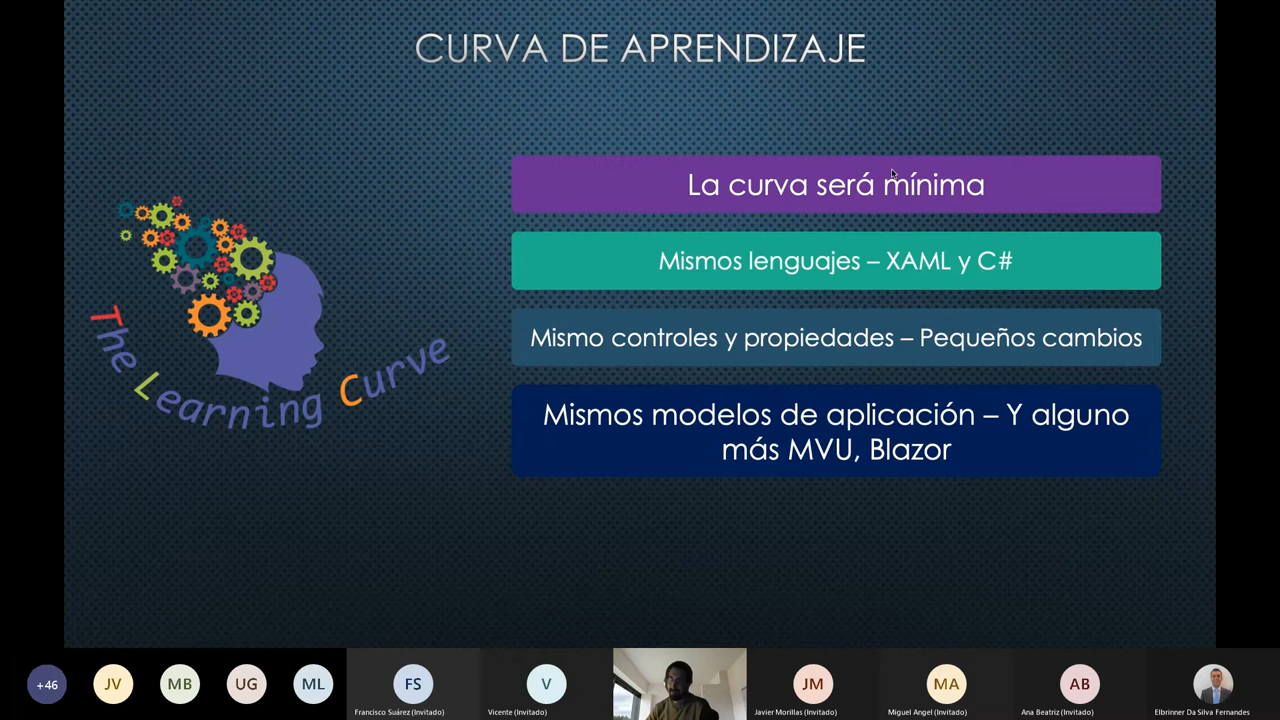 CURVA DE APRENDIZAJE
La curva será mínima
Mismos lenguajes – XAML y C#
Mismo controles y propiedades – Pequeños cambios
Mismos modelos de aplicación – Y alguno
más MVU, Blazor
The Learning Curve
+46
JV
MB
UG
ML
FS
V
JM
MA
AB
Francisco Suárez (Invitado)
Vicente (Invitado)
Javier Morillas (Invitado)
Miguel Angel (Invitado)
Ana Beatriz (Invitado)
Elbrinner Da Silva Fernandes